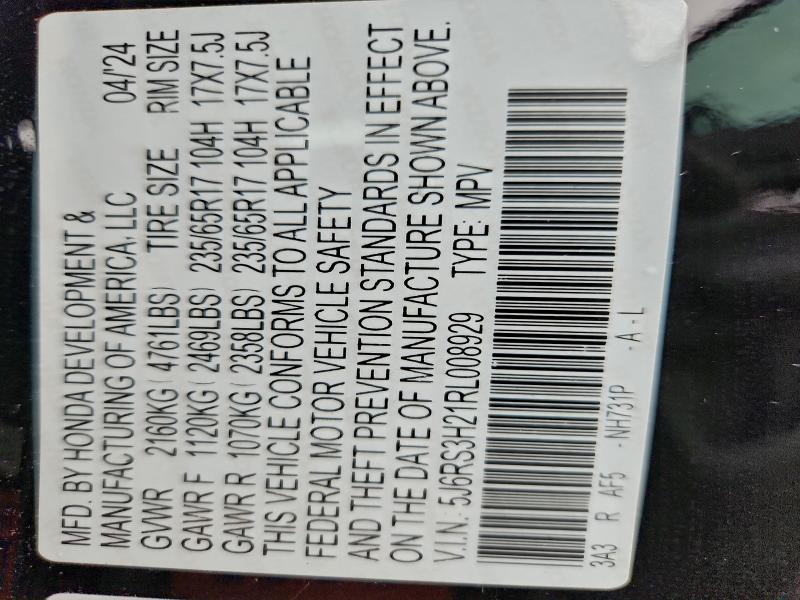 MFD. BY HONDA DEVELOPMENT &
MANUFACTURING OF AMERICA, LLC 04/'24
GVWR 2160KG ( 4761LBS) TIRE SIZE RIM SIZE
GAWR F 1120KG ( 2469LBS) 235/65R17 104H 17X7.5J
GAWR R 1070KG ( 2358LBS) 235/65R17 104H 17X7.5J
THIS VEHICLE CONFORMS TO ALL APPLICABLE
FEDERAL MOTOR VEHICLE SAFETY
AND THEFT PREVENTION STANDARDS IN EFFECT
ON THE DATE OF MANUFACTURE SHOWN ABOVE.
V.I.N: 5J6RS3H21RL008929 TYPE: MPV
3A3 R AF5 -NH731P -A-L